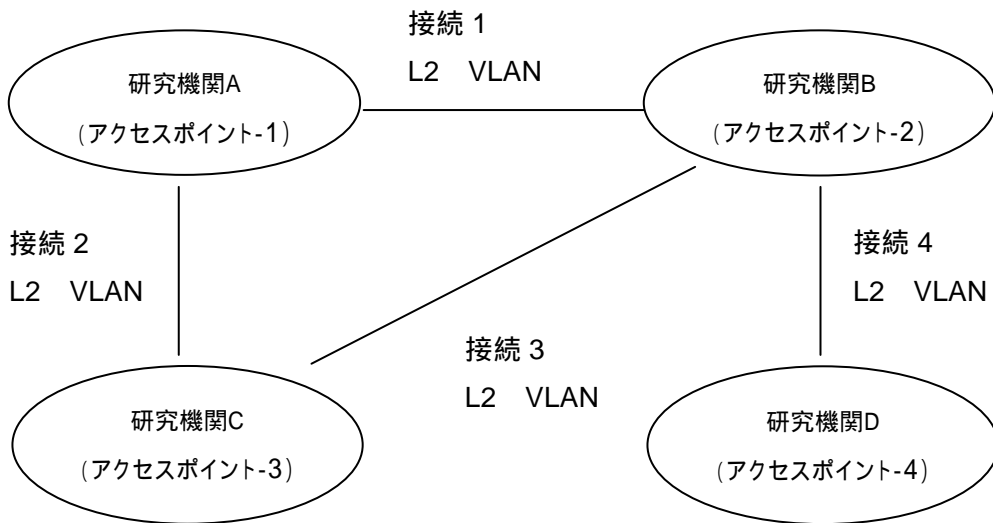 接続 1
L2 VLAN
研究機関A
(アクセスポイント-1)
研究機関B
(アクセスポイント-2)
接続 2
L2 VLAN
接続 4
L2 VLAN
接続 3
L2 VLAN
研究機関C
(アクセスポイント-3)
研究機関D
(アクセスポイント-4)